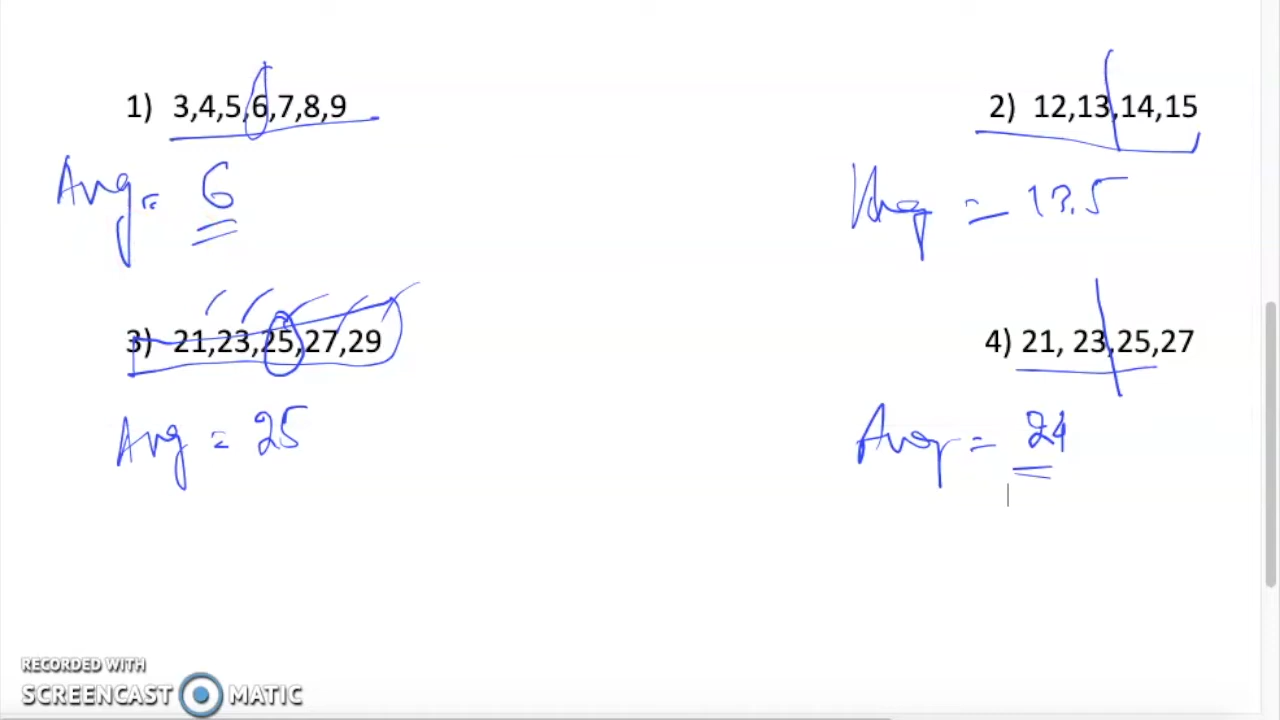 1) 3,4,5,6,7,8,9
2) 12,13,14,15
Avg = 6
Avg = 13.5
3) 21,23,25,27,29
4) 21, 23,25,27
Avg = 25
Avg = 24
RECORDED WITH
SCREENCAST MATIC